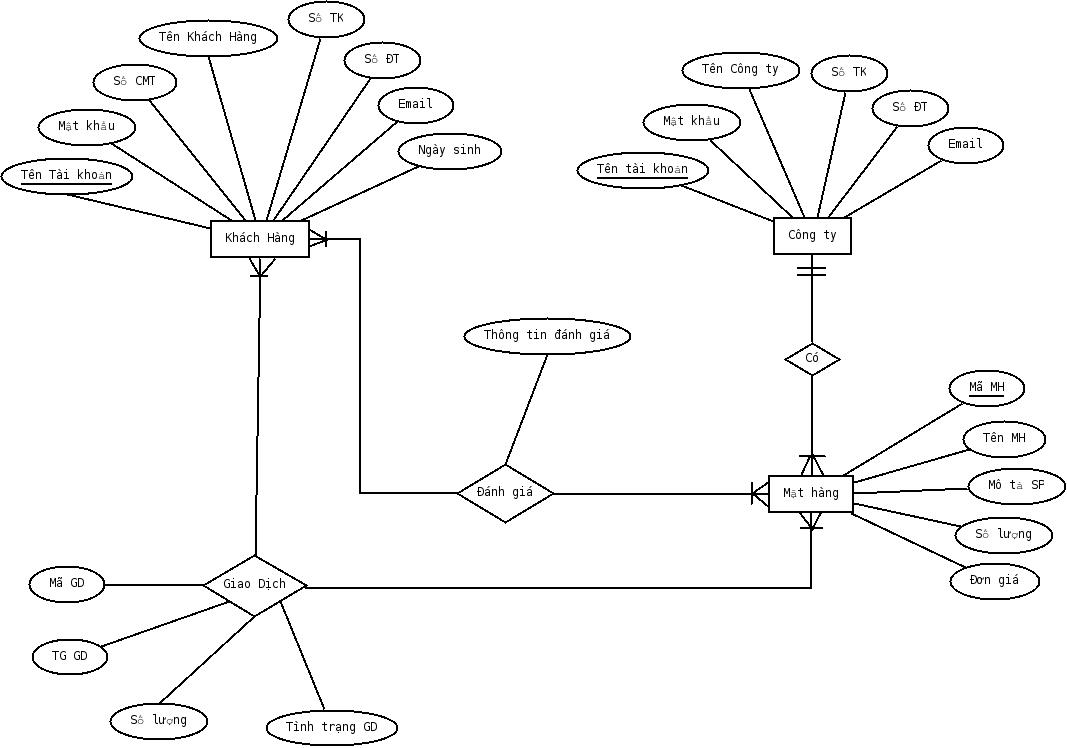 Số TK
Tên Khách Hàng
Số ĐT
Số CMT
Email
Mật khẩu
Ngày sinh
Tên Tài khoản
Khách Hàng
Tên Công ty
Số TK
Số ĐT
Mật khẩu
Email
Tên tài khoản
Công ty
Thông tin đánh giá
Có
Mã MH
Tên MH
Mô tả SP
Số lượng
Đơn giá
Mặt hàng
Đánh giá
Giao Dịch
Mã GD
TG GD
Số lượng
Tình trạng GD